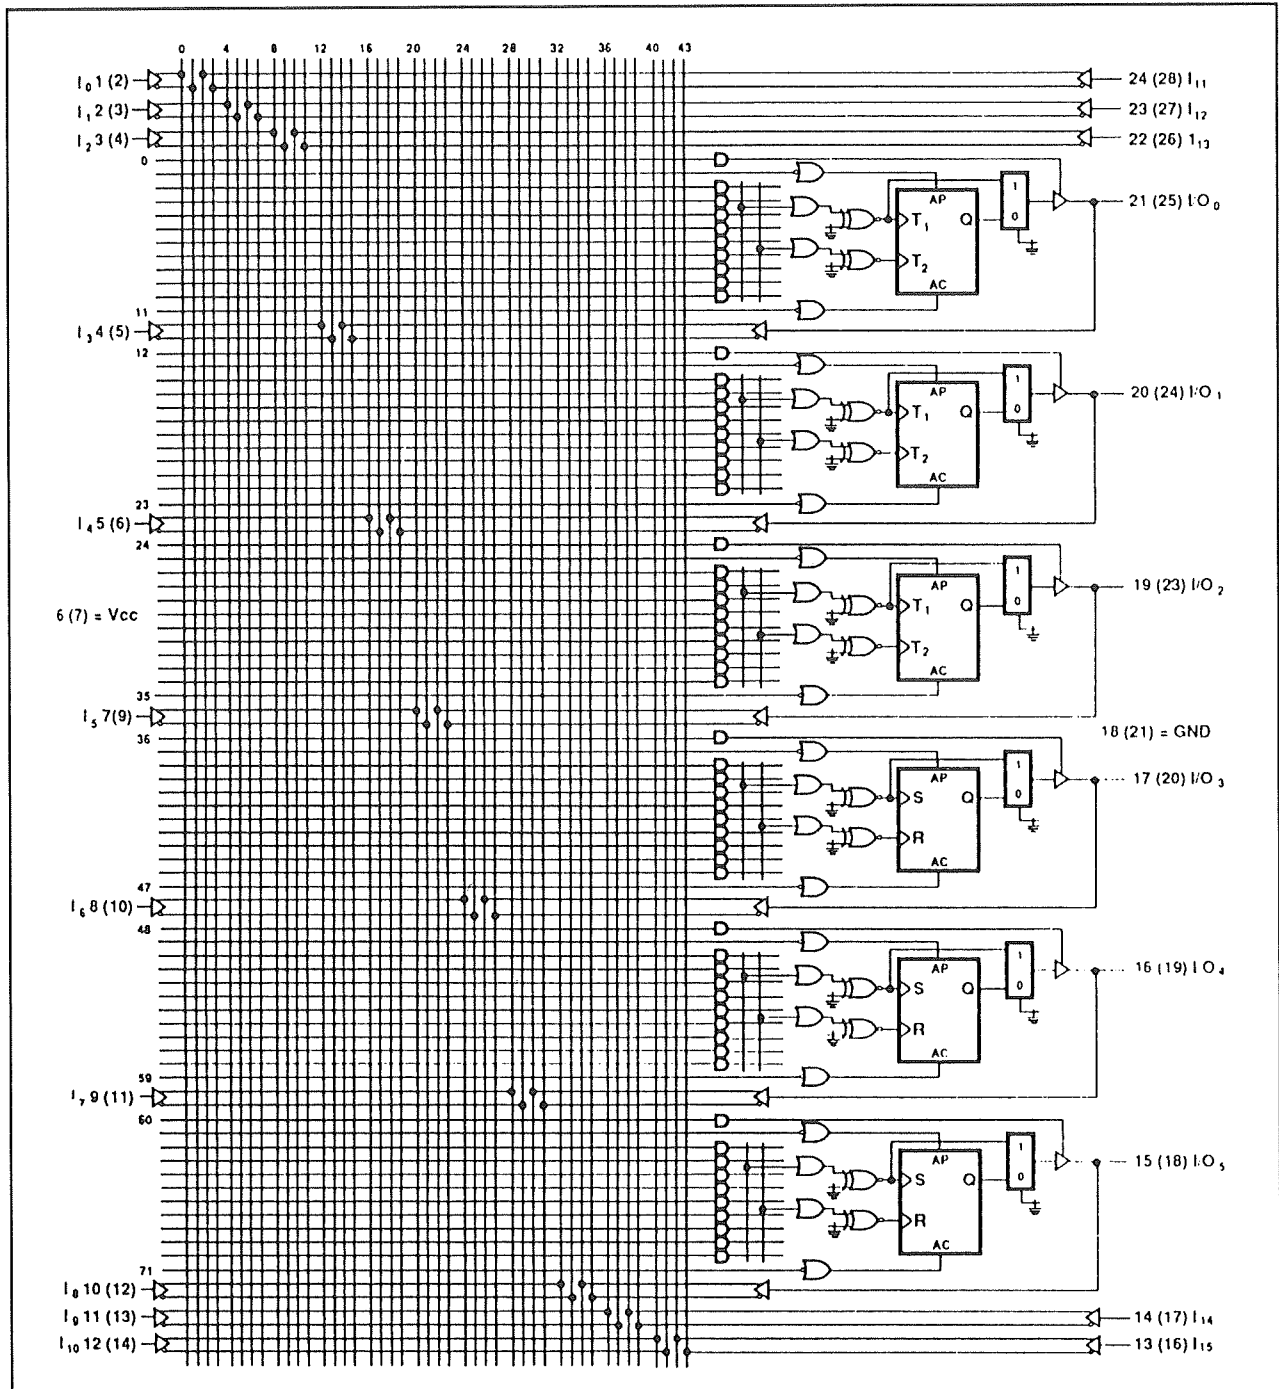 0 4 8 12 16 20 24 28 32 36 40 43
I₀ 1 (2) 24 (28) I₁₁
I₁ 2 (3) 23 (27) I₁₂
I₂ 3 (4) 22 (26) I₁₃
0
AP 1
T₁ Q 0 21 (25) I/O₀
T₂
AC
11
I₃ 4 (5)
12
AP 1
T₁ Q 0 20 (24) I/O₁
T₂
AC
23
I₄ 5 (6)
24
AP 1
T₁ Q 0 19 (23) I/O₂
6 (7) = Vcc
T₂
AC
35
I₅ 7(9)
36 18 (21) = GND
AP 1
S Q 0 17 (20) I/O₃
R
AC
47
I₆ 8 (10)
48
AP 1
S Q 0 16 (19) I/O₄
R
AC
59
I₇ 9 (11)
60
AP 1
S Q 0 15 (18) I/O₅
R
AC
71
I₈ 10 (12)
I₉ 11 (13) 14 (17) I₁₄
I₁₀ 12 (14) 13 (16) I₁₅